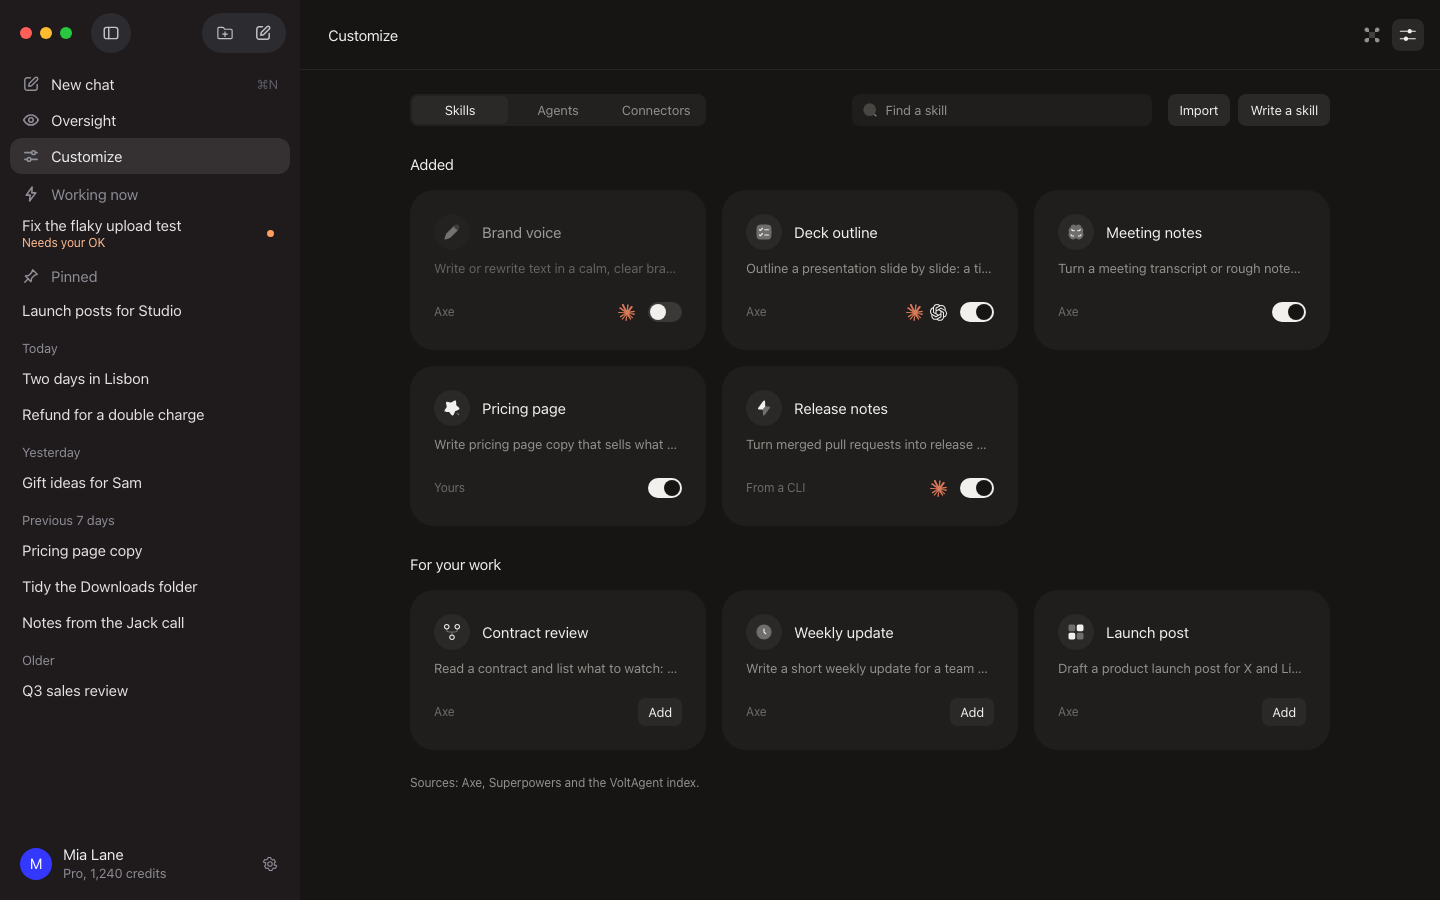 Customize
New chat
⌘N
Oversight
Customize
Working now
Fix the flaky upload test
Needs your OK
Pinned
Launch posts for Studio
Today
Two days in Lisbon
Refund for a double charge
Yesterday
Gift ideas for Sam
Previous 7 days
Pricing page copy
Tidy the Downloads folder
Notes from the Jack call
Older
Q3 sales review
M
Mia Lane
Pro, 1,240 credits
Skills
Agents
Connectors
Find a skill
Import
Write a skill
Added
Brand voice
Write or rewrite text in a calm, clear bra...
Axe
Deck outline
Outline a presentation slide by slide: a ti...
Axe
Meeting notes
Turn a meeting transcript or rough note...
Axe
Pricing page
Write pricing page copy that sells what ...
Yours
Release notes
Turn merged pull requests into release ...
From a CLI
For your work
Contract review
Read a contract and list what to watch: ...
Axe
Add
Weekly update
Write a short weekly update for a team ...
Axe
Add
Launch post
Draft a product launch post for X and Li...
Axe
Add
Sources: Axe, Superpowers and the VoltAgent index.